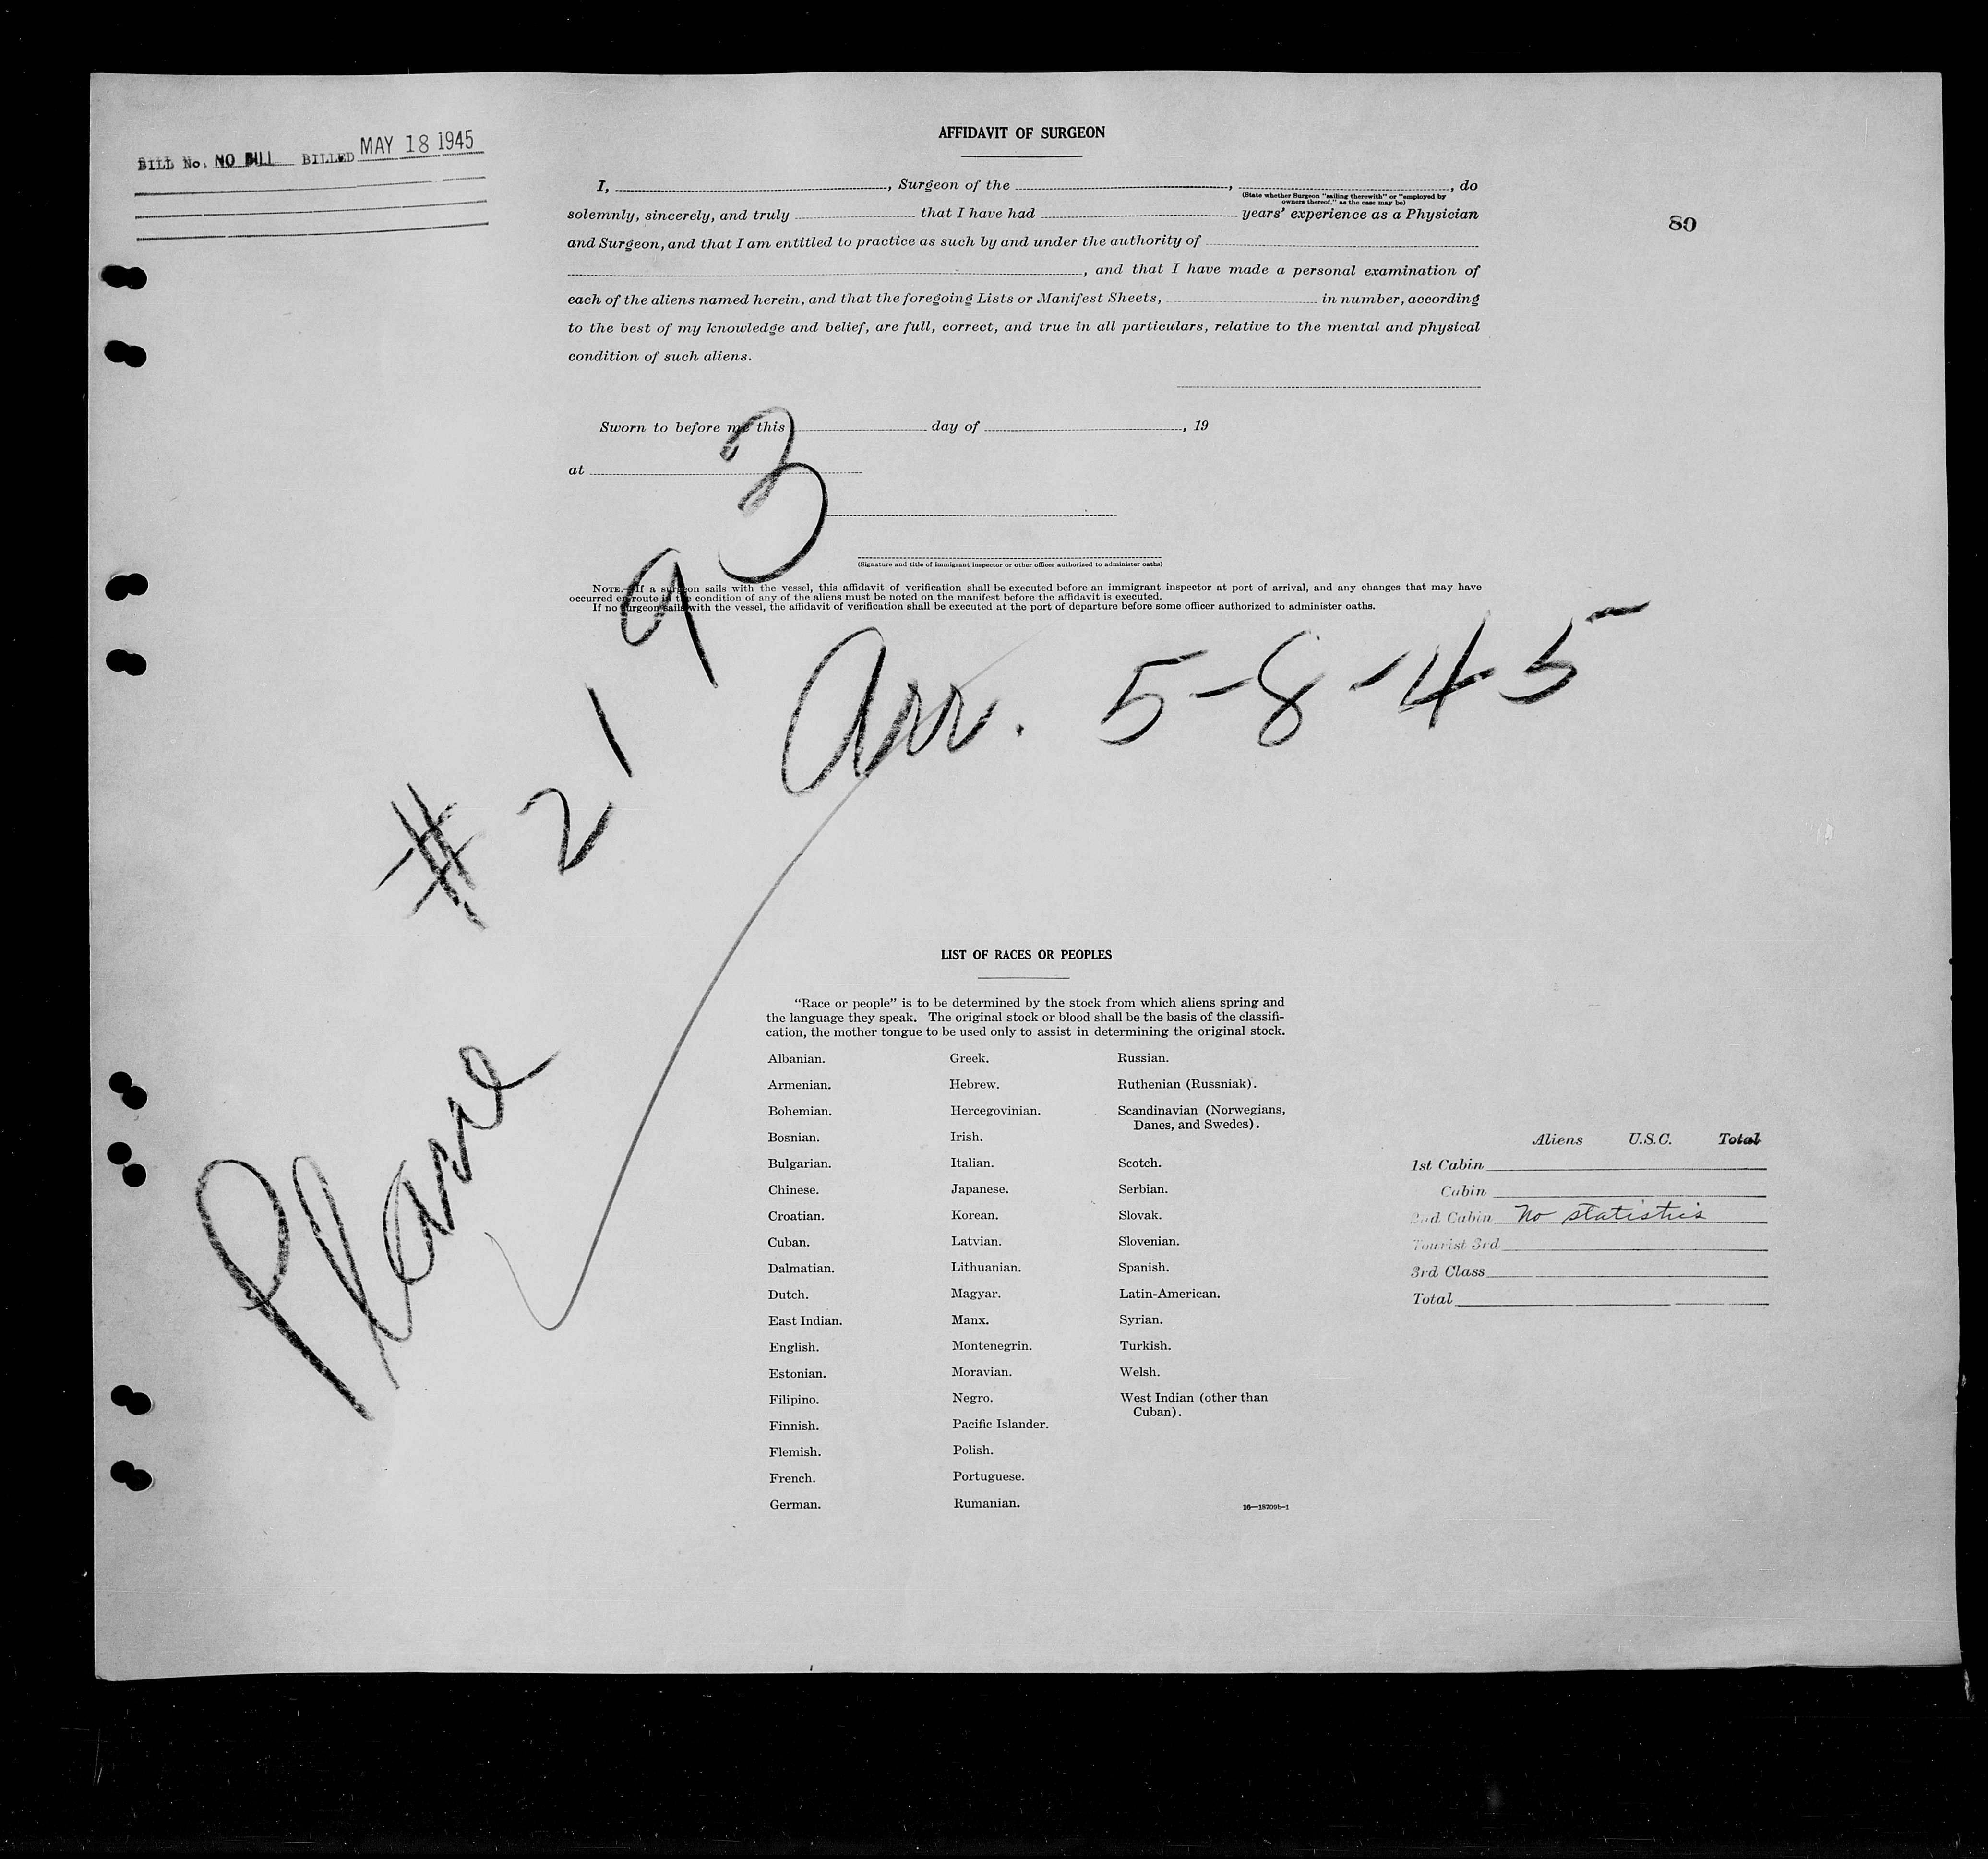 BILL No. NO BILL BILLED MAY 18 1945
AFFIDAVIT OF SURGEON
I, , Surgeon of the , , do
(State whether Surgeon "sailing therewith" or "employed by
owners thereof," as the case may be)
solemnly, sincerely, and truly that I have had years' experience as a Physician
80
and Surgeon, and that I am entitled to practice as such by and under the authority of
, and that I have made a personal examination of
each of the aliens named herein, and that the foregoing Lists or Manifest Sheets, in number, according
to the best of my knowledge and belief, are full, correct, and true in all particulars, relative to the mental and physical
condition of such aliens.
Sworn to before me this day of , 19
at
(Signature and title of immigrant inspector or other officer authorized to administer oaths)
NOTE.—If a surgeon sails with the vessel, this affidavit of verification shall be executed before an immigrant inspector at port of arrival, and any changes that may have
occurred en route in the condition of any of the aliens must be noted on the manifest before the affidavit is executed.
If no surgeon sails with the vessel, the affidavit of verification shall be executed at the port of departure before some officer authorized to administer oaths.
Plane # 2193
Arr. 5-8-45
LIST OF RACES OR PEOPLES
"Race or people" is to be determined by the stock from which aliens spring and
the language they speak. The original stock or blood shall be the basis of the classifi-
cation, the mother tongue to be used only to assist in determining the original stock.
Albanian.
Armenian.
Bohemian.
Bosnian.
Bulgarian.
Chinese.
Croatian.
Cuban.
Dalmatian.
Dutch.
East Indian.
English.
Estonian.
Filipino.
Finnish.
Flemish.
French.
German.
Greek.
Hebrew.
Hercegovinian.
Irish.
Italian.
Japanese.
Korean.
Latvian.
Lithuanian.
Magyar.
Manx.
Montenegrin.
Moravian.
Negro.
Pacific Islander.
Polish.
Portuguese.
Rumanian.
Russian.
Ruthenian (Russniak).
Scandinavian (Norwegians,
Danes, and Swedes).
Scotch.
Serbian.
Slovak.
Slovenian.
Spanish.
Latin-American.
Syrian.
Turkish.
Welsh.
West Indian (other than
Cuban).
16—18709b-1
Aliens U.S.C. Total
1st Cabin
Cabin
2nd Cabin No statistics
Tourist 3rd
3rd Class
Total